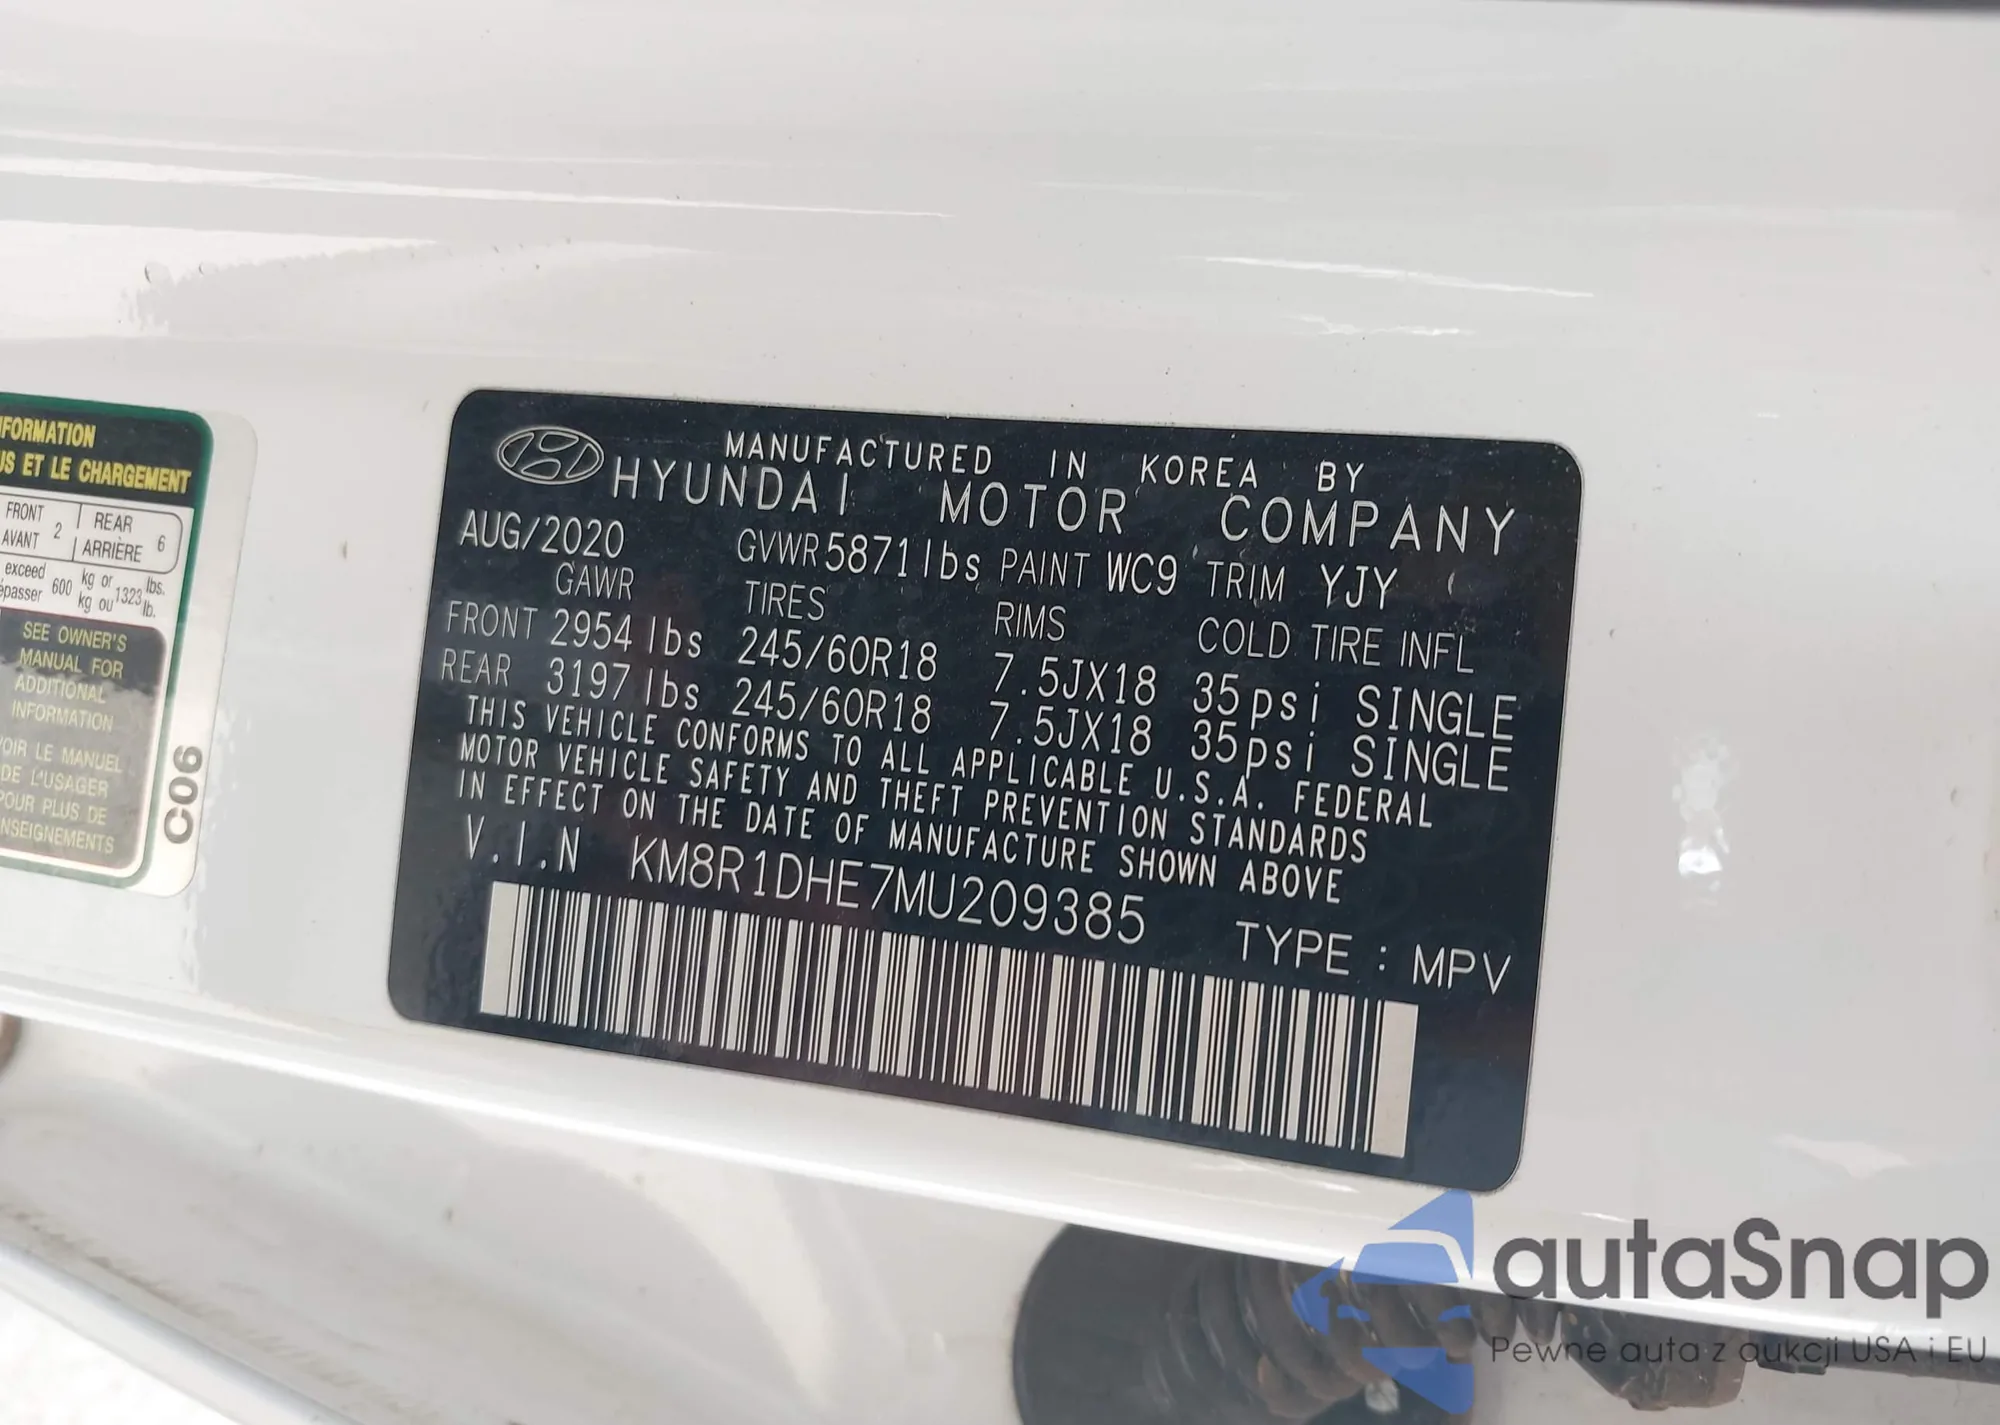 NFORMATION
US ET LE CHARGEMENT
FRONT
AVANT 2 REAR
ARRIÈRE 6
exceed
600 kg or
kg ou 1323 lbs.
lb.
SEE OWNER'S
MANUAL FOR
ADDITIONAL
INFORMATION
OIR LE MANUEL
DE L'USAGER
POUR PLUS DE
NSEIGNEMENTS
C06
MANUFACTURED IN KOREA BY
HYUNDAI MOTOR COMPANY
AUG/2020 GVWR 5871 lbs PAINT WC9 TRIM YJY
GAWR TIRES RIMS COLD TIRE INFL
FRONT 2954 lbs 245/60R18 7.5JX18 35psi SINGLE
REAR 3197 lbs 245/60R18 7.5JX18 35psi SINGLE
THIS VEHICLE CONFORMS TO ALL APPLICABLE U.S.A. FEDERAL
MOTOR VEHICLE SAFETY AND THEFT PREVENTION STANDARDS
IN EFFECT ON THE DATE OF MANUFACTURE SHOWN ABOVE
V.I.N KM8R1DHE7MU209385 TYPE : MPV
autaSnap
Pewne auta z aukcji USA i EU